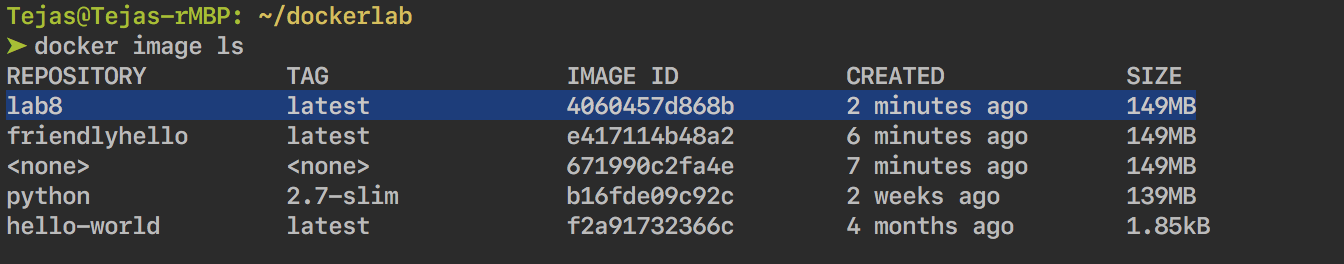 Tejas@Tejas-rMBP: ~/dockerlab
➤ docker image ls
REPOSITORY TAG IMAGE ID CREATED SIZE
lab8 latest 4060457d868b 2 minutes ago 149MB
friendlyhello latest e417114b48a2 6 minutes ago 149MB
<none> <none> 671990c2fa4e 7 minutes ago 149MB
python 2.7-slim b16fde09c92c 2 weeks ago 139MB
hello-world latest f2a91732366c 4 months ago 1.85kB